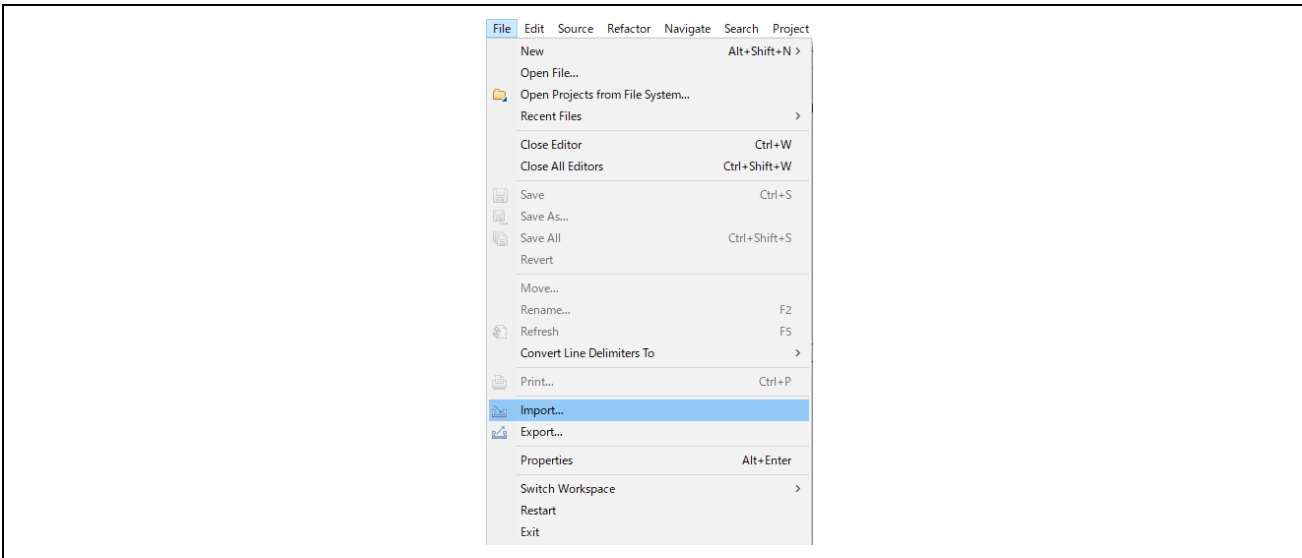 File Edit Source Refactor Navigate Search Project
New Alt+Shift+N >
Open File...
Open Projects from File System...
Recent Files >
Close Editor Ctrl+W
Close All Editors Ctrl+Shift+W
Save Ctrl+S
Save As...
Save All Ctrl+Shift+S
Revert
Move...
Rename... F2
Refresh F5
Convert Line Delimiters To >
Print... Ctrl+P
Import...
Export...
Properties Alt+Enter
Switch Workspace >
Restart
Exit